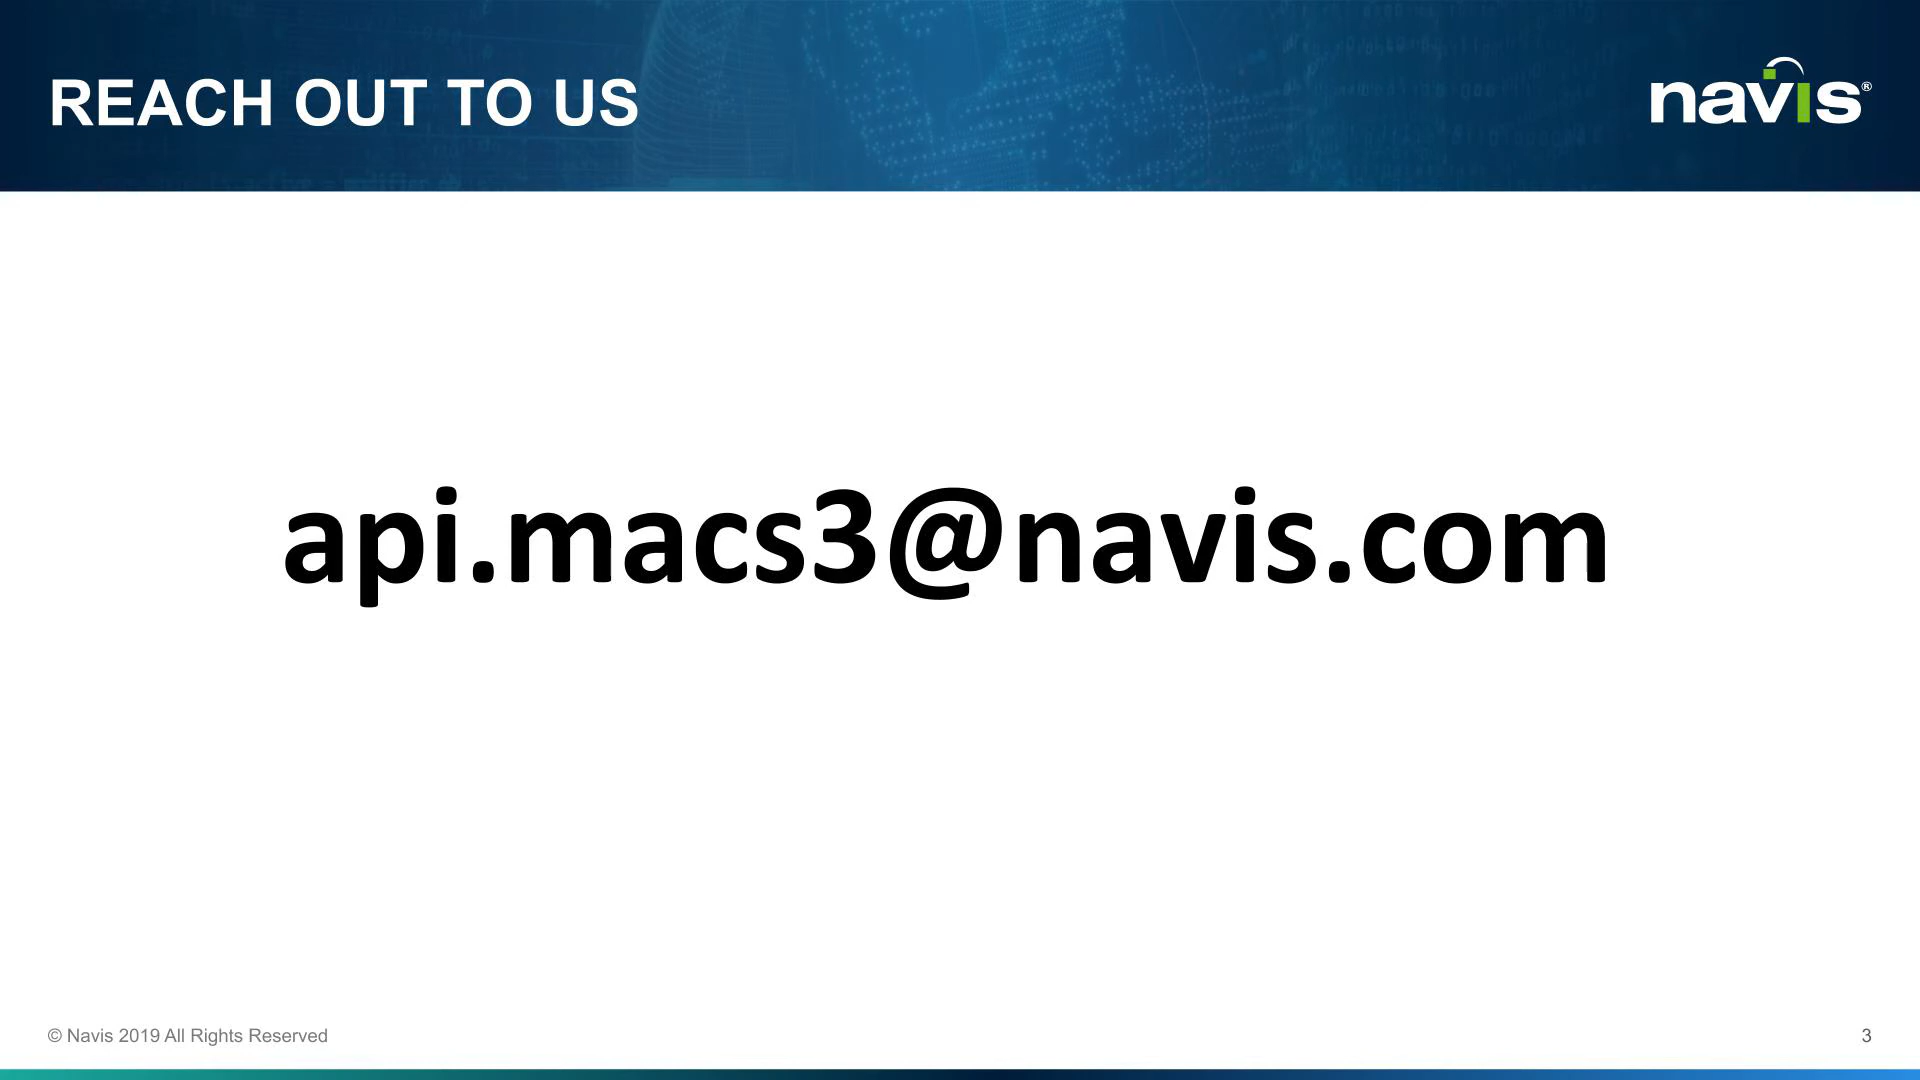 REACH OUT TO US
navis®
api.macs3@navis.com
© Navis 2019 All Rights Reserved
3